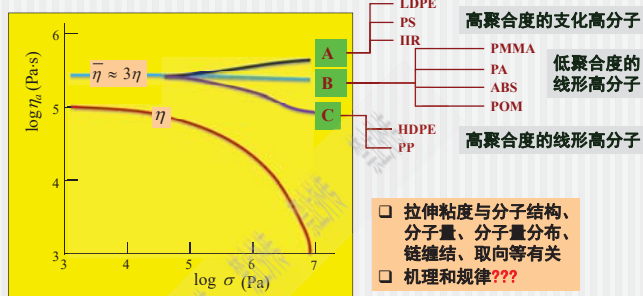 LDPE
PS
IIR
高聚合度的支化高分子
A
PMMA
PA
ABS
POM
低聚合度的
线形高分子
B
C
HDPE
PP
高聚合度的线形高分子
6
5
4
3
log ηa (Pa·s)
η̄ ≈ 3η
η
3 4 5 6 7
log σ (Pa)
❑ 拉伸粘度与分子结构、
分子量、分子量分布、
链缠结、取向等有关
❑ 机理和规律???